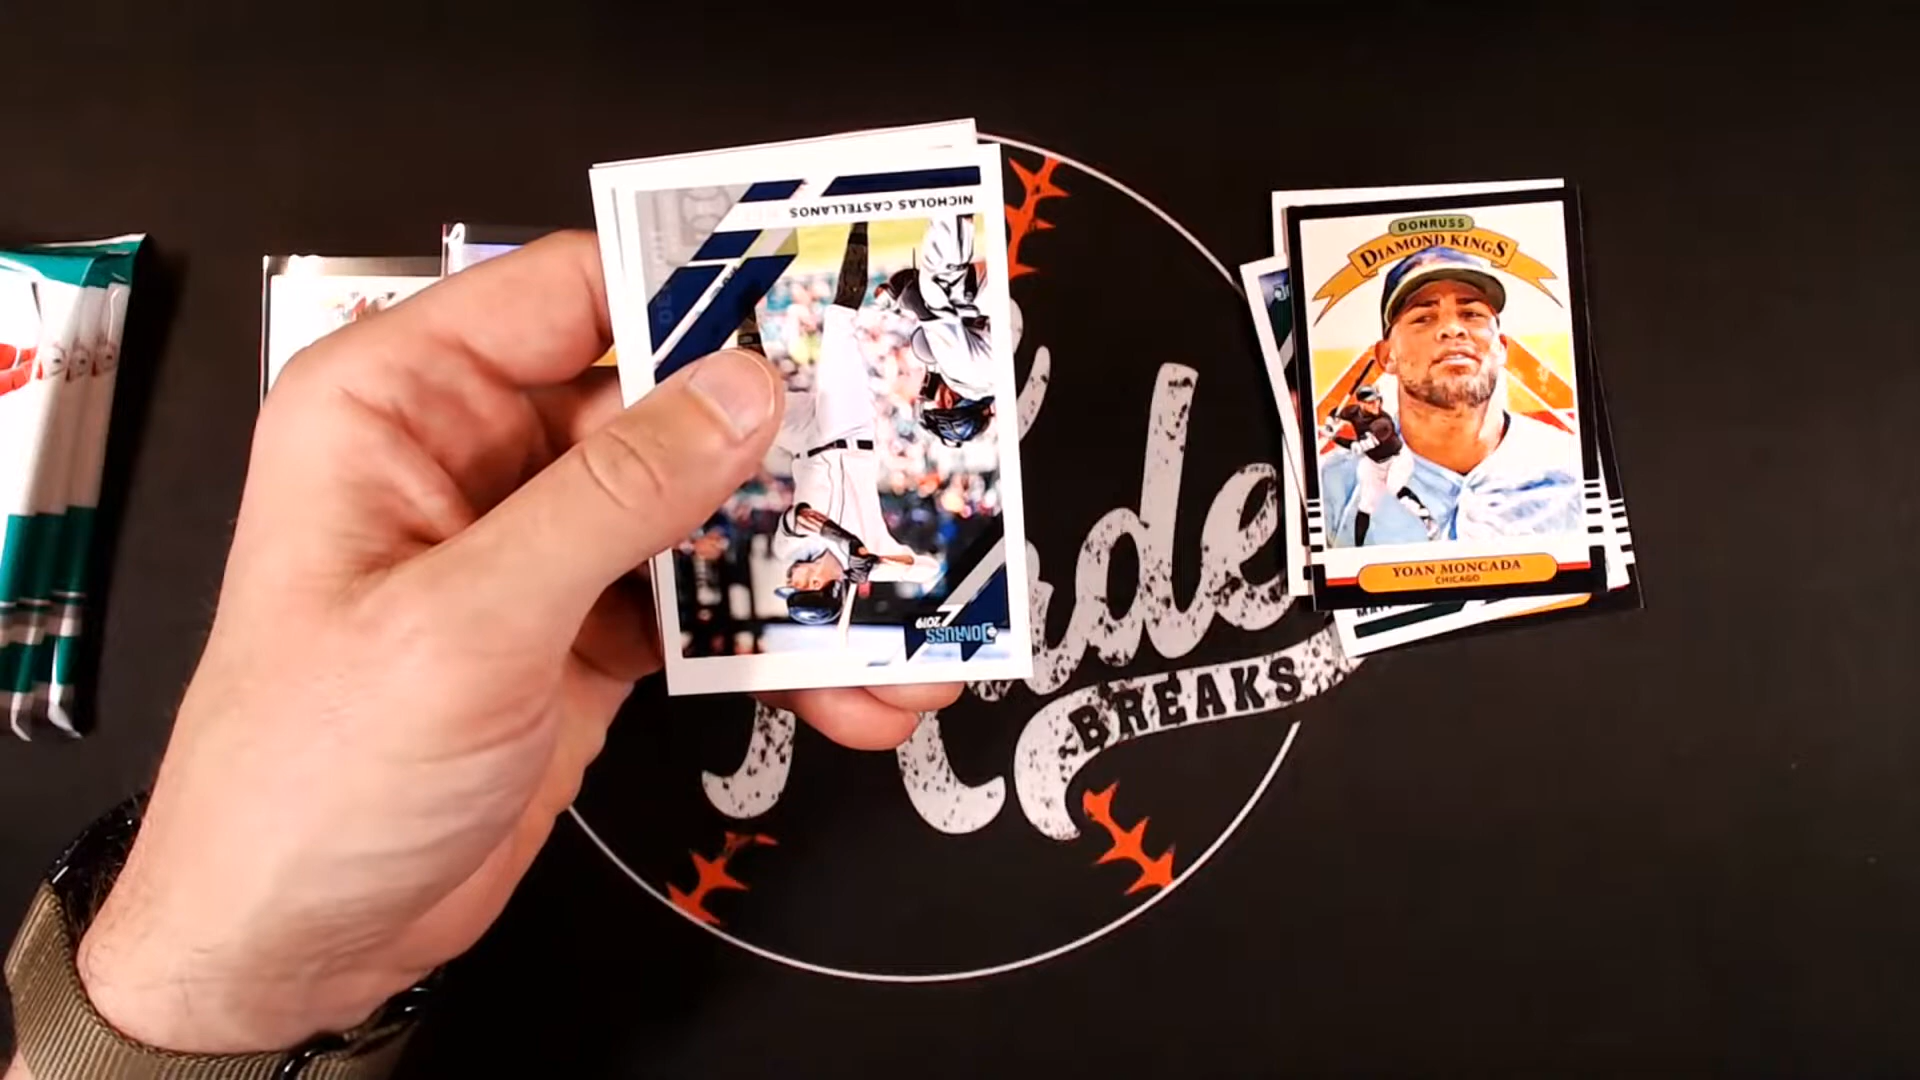 NICHOLAS CASTELLANOS
DONRUSS
2019
DONRUSS
DIAMOND KINGS
YOAN MONCADA
CHICAGO
BREAKS